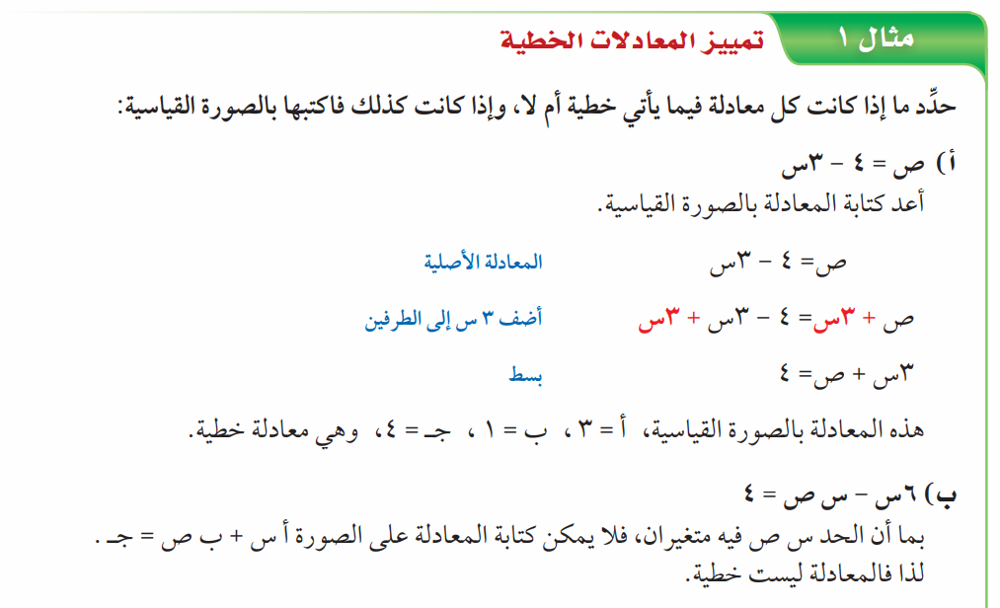 مثال ١
تمييز المعادلات الخطية
حدِّد ما إذا كانت كل معادلة فيما يأتي خطية أم لا، وإذا كانت كذلك فاكتبها بالصورة القياسية:
أ) ص = ٤ – ٣س
أعد كتابة المعادلة بالصورة القياسية.
ص= ٤ – ٣س المعادلة الأصلية
ص + ٣س= ٤ – ٣س + ٣س أضف ٣ س إلى الطرفين
٣س + ص= ٤ بسط
هذه المعادلة بالصورة القياسية، أ = ٣ ، ب = ١ ، جـ = ٤، وهي معادلة خطية.
ب) ٦س – س ص = ٤
بما أن الحد س ص فيه متغيران، فلا يمكن كتابة المعادلة على الصورة أ س + ب ص = جـ .
لذا فالمعادلة ليست خطية.